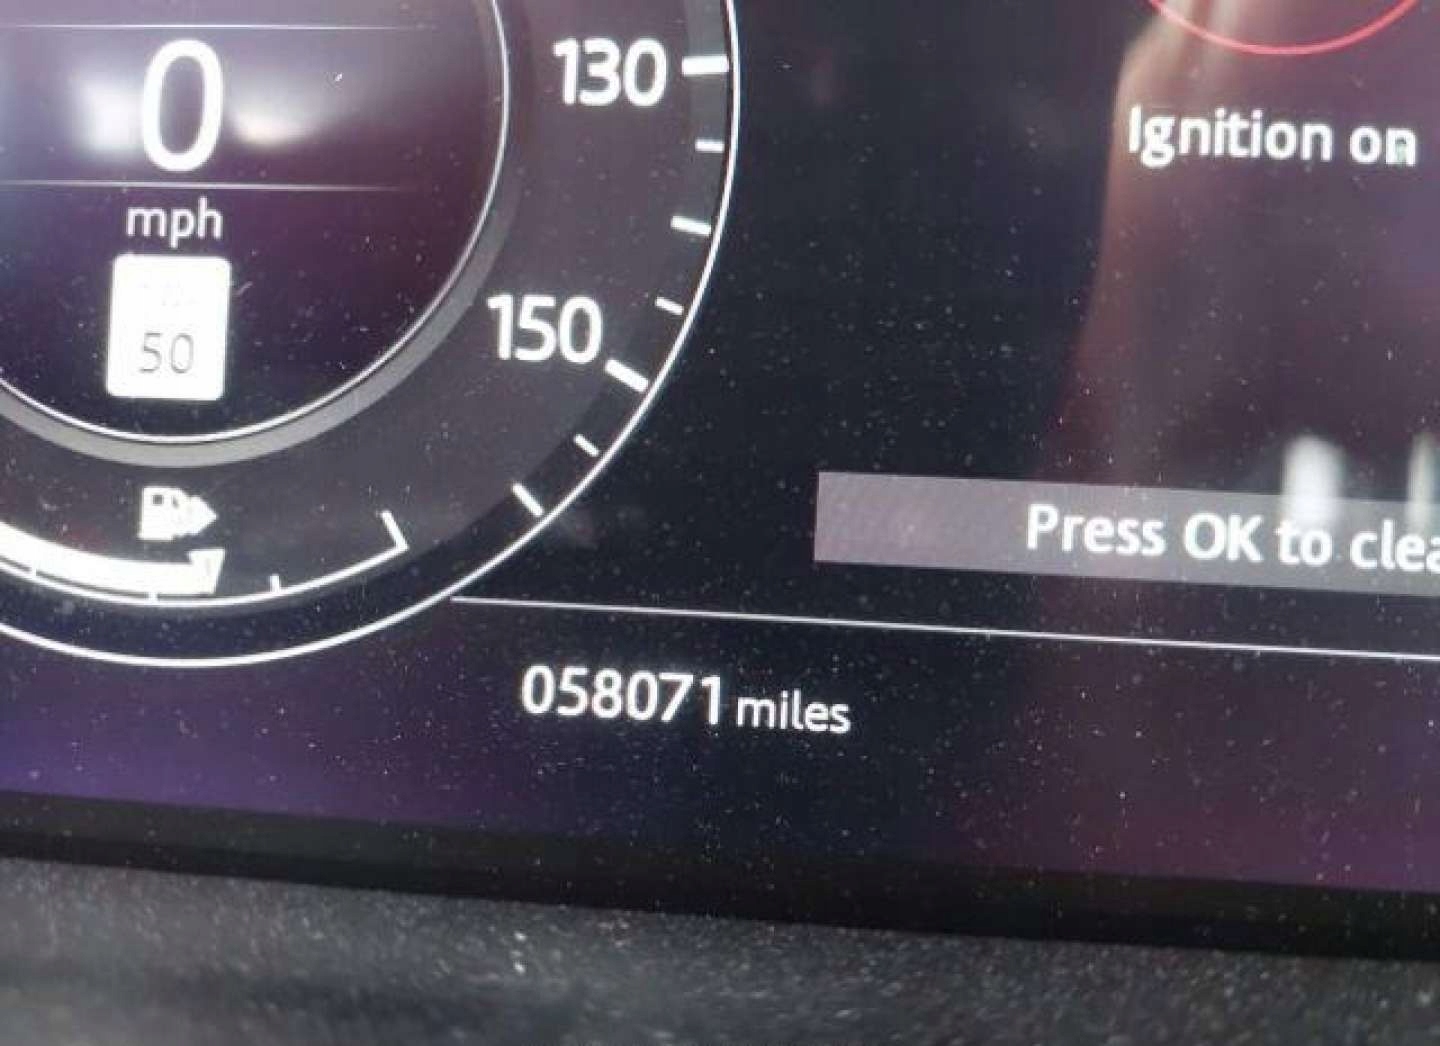 0
130
Ignition on
mph
150
50
Press OK to clea
058071 miles